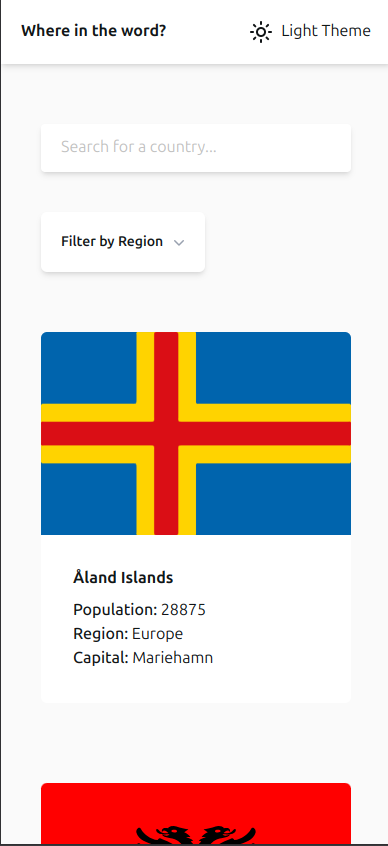 Where in the word?
Light Theme
Search for a country...
Filter by Region
Åland Islands
Population: 28875
Region: Europe
Capital: Mariehamn